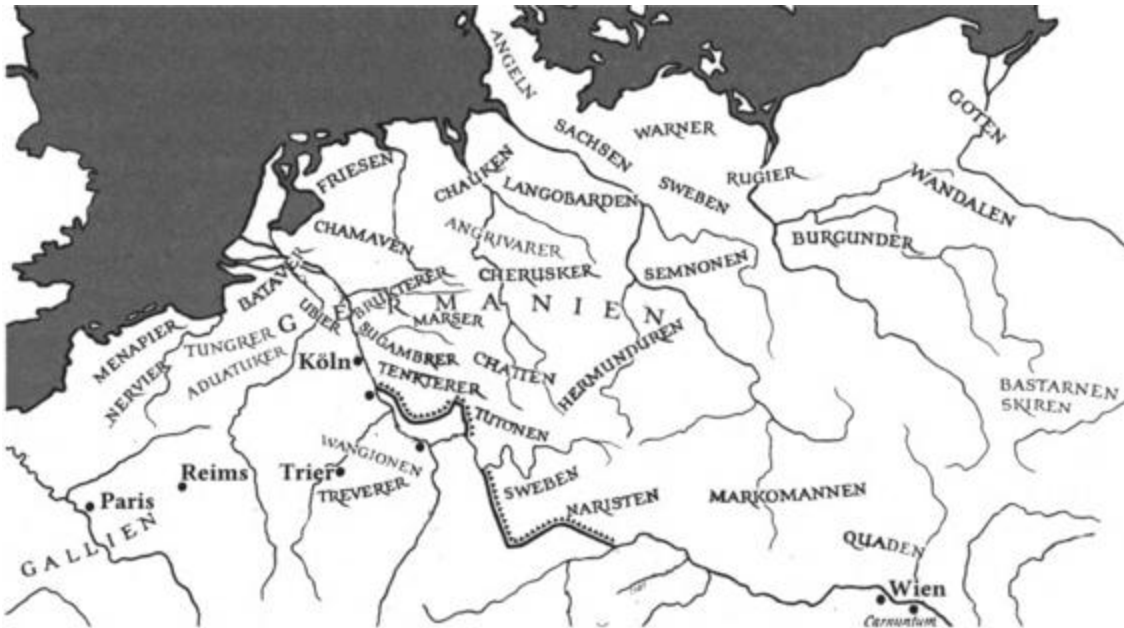 ANGELN
GOTEN
SACHSEN
WARNER
FRIESEN
CHAUKEN
LANGOBARDEN
SWEBEN
RUGIER
WANDALEN
CHAMAVEN
ANGRIVARER
BURGUNDER
BATAVER
BRUKTERER
CHERUSKER
SEMNONEN
GERMANIEN
UBIER
MARSER
MENAPIER
TUNGRER
SUGAMBRER
NERVIER
ADUATUKER
Köln
TENKTERER
CHATTEN
HERMUNDUREN
BASTARNEN
SKIREN
TUTONEN
WANGIONEN
Reims
Trier
TREVERER
SWEBEN
NARISTEN
MARKOMANNEN
Paris
GALLIEN
QUADEN
Wien
Carnuntum